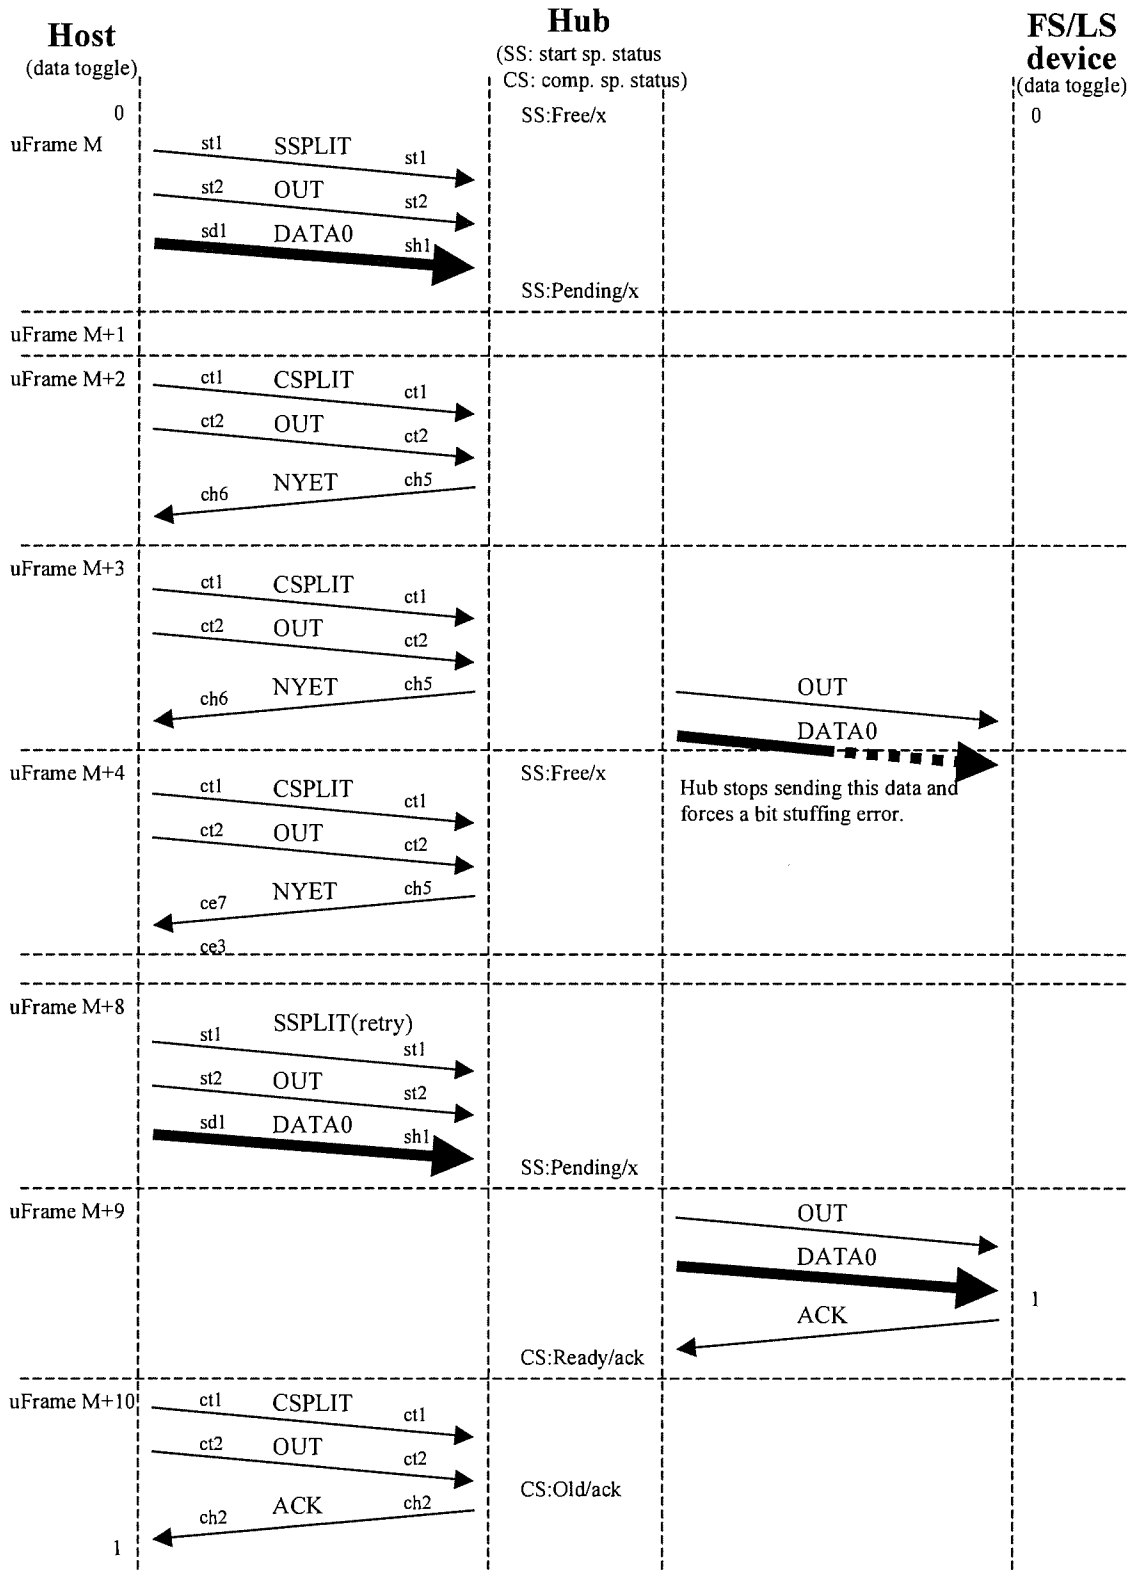 Host
(data toggle)
Hub
(SS: start sp. status
CS: comp. sp. status)
FS/LS
device
(data toggle)
0
SS:Free/x
0
uFrame M
st1 SSPLIT st1
st2 OUT st2
sd1 DATA0 sh1
SS:Pending/x
uFrame M+1
uFrame M+2
ct1 CSPLIT ct1
ct2 OUT ct2
ch6 NYET ch5
uFrame M+3
ct1 CSPLIT ct1
ct2 OUT ct2
ch6 NYET ch5
OUT
DATA0
uFrame M+4
SS:Free/x
Hub stops sending this data and
forces a bit stuffing error.
ct1 CSPLIT ct1
ct2 OUT ct2
ce7 NYET ch5
ce3
uFrame M+8
st1 SSPLIT(retry) st1
st2 OUT st2
sd1 DATA0 sh1
SS:Pending/x
uFrame M+9
OUT
DATA0
1
ACK
CS:Ready/ack
uFrame M+10
ct1 CSPLIT ct1
ct2 OUT ct2
CS:Old/ack
ch2 ACK ch2
1